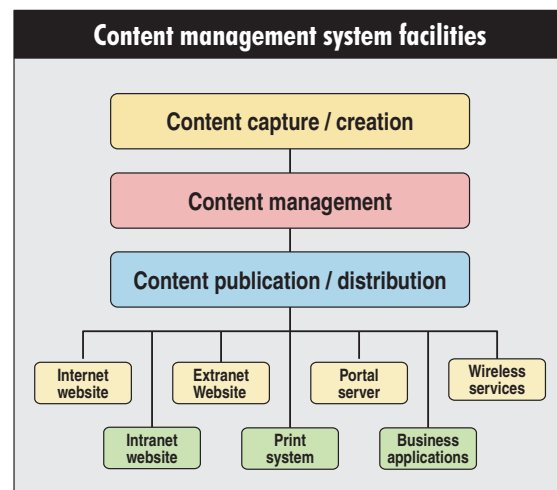 Content management system facilities
Content capture / creation
Content management
Content publication / distribution
Internet
website
Extranet
Website
Portal
server
Wireless
services
Intranet
website
Print
system
Business
applications